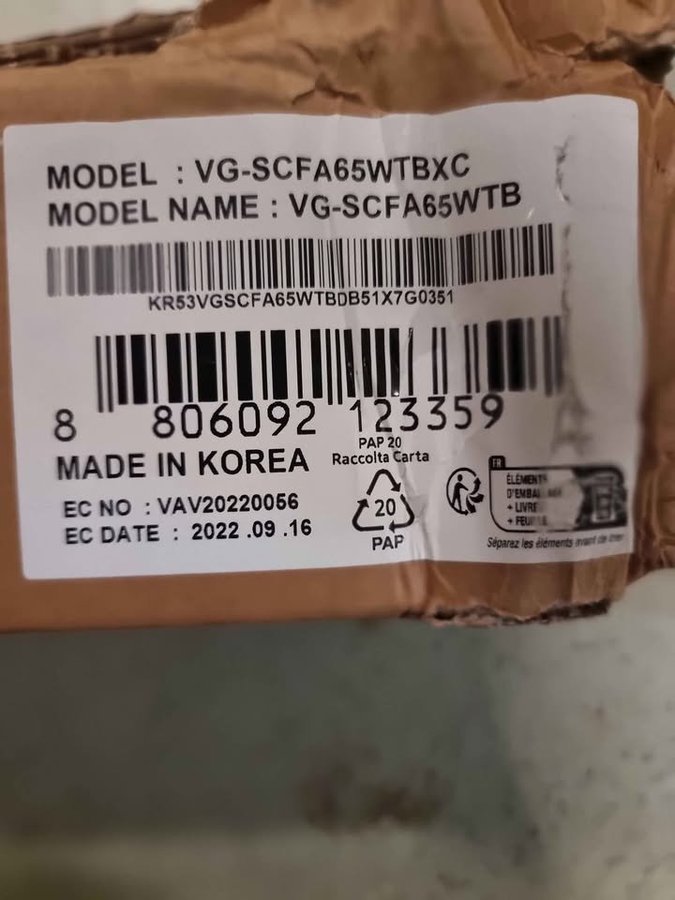 MODEL : VG-SCFA65WTBXC
MODEL NAME : VG-SCFA65WTB
KR53VGSCFA65WTBDB51X7G0351
8 806092 123359
MADE IN KOREA
PAP 20
Raccolta Carta
EC NO : VAV20220056
EC DATE : 2022 .09 .16
20
PAP
FR
+ LIVRE
Séparez les éléments avant de